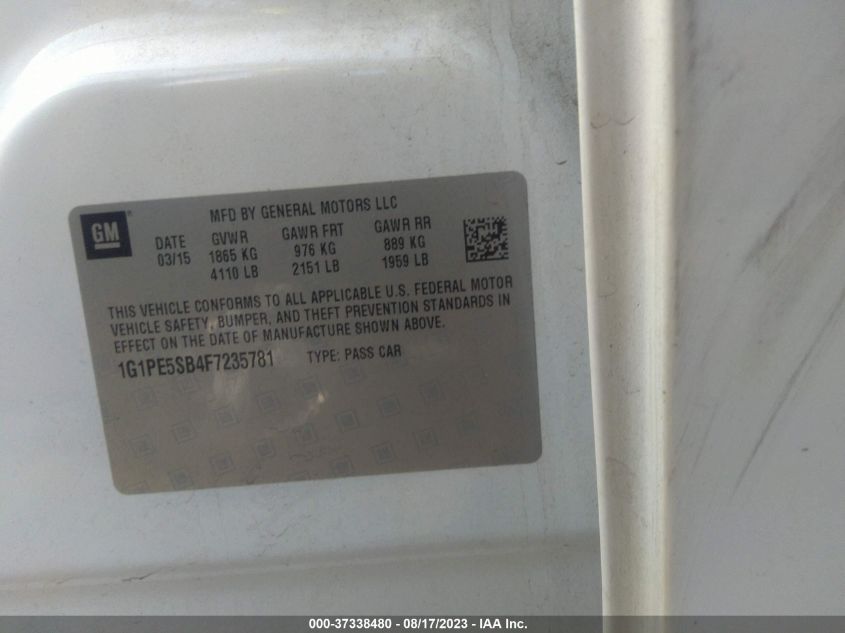 GM®
MFD BY GENERAL MOTORS LLC
DATE GVWR GAWR FRT GAWR RR
03/15 1865 KG 976 KG 889 KG
4110 LB 2151 LB 1959 LB
THIS VEHICLE CONFORMS TO ALL APPLICABLE U.S. FEDERAL MOTOR
VEHICLE SAFETY, BUMPER, AND THEFT PREVENTION STANDARDS IN
EFFECT ON THE DATE OF MANUFACTURE SHOWN ABOVE.
1G1PE5SB4F7235781 TYPE: PASS CAR
000-37338480 - 08/17/2023 - IAA Inc.